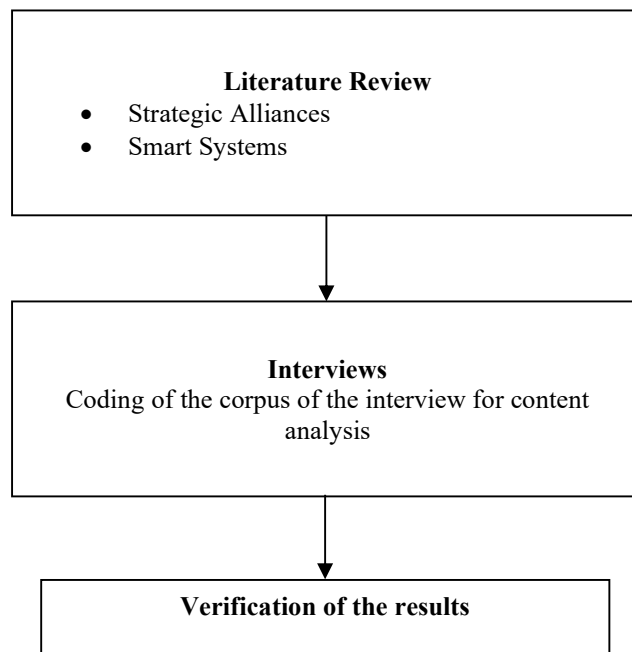 Literature Review
• Strategic Alliances
• Smart Systems
Interviews
Coding of the corpus of the interview for content
analysis
Verification of the results